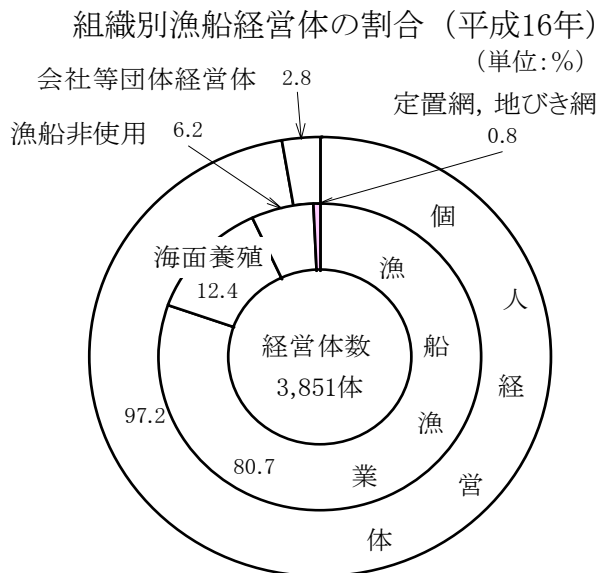 組織別漁船経営体の割合（平成16年）
（単位：%）
会社等団体経営体 2.8
定置網，地びき網
0.8
漁船非使用 6.2
海面養殖
12.4
経営体数
3,851体
97.2
80.7
漁船漁業
個人経営体